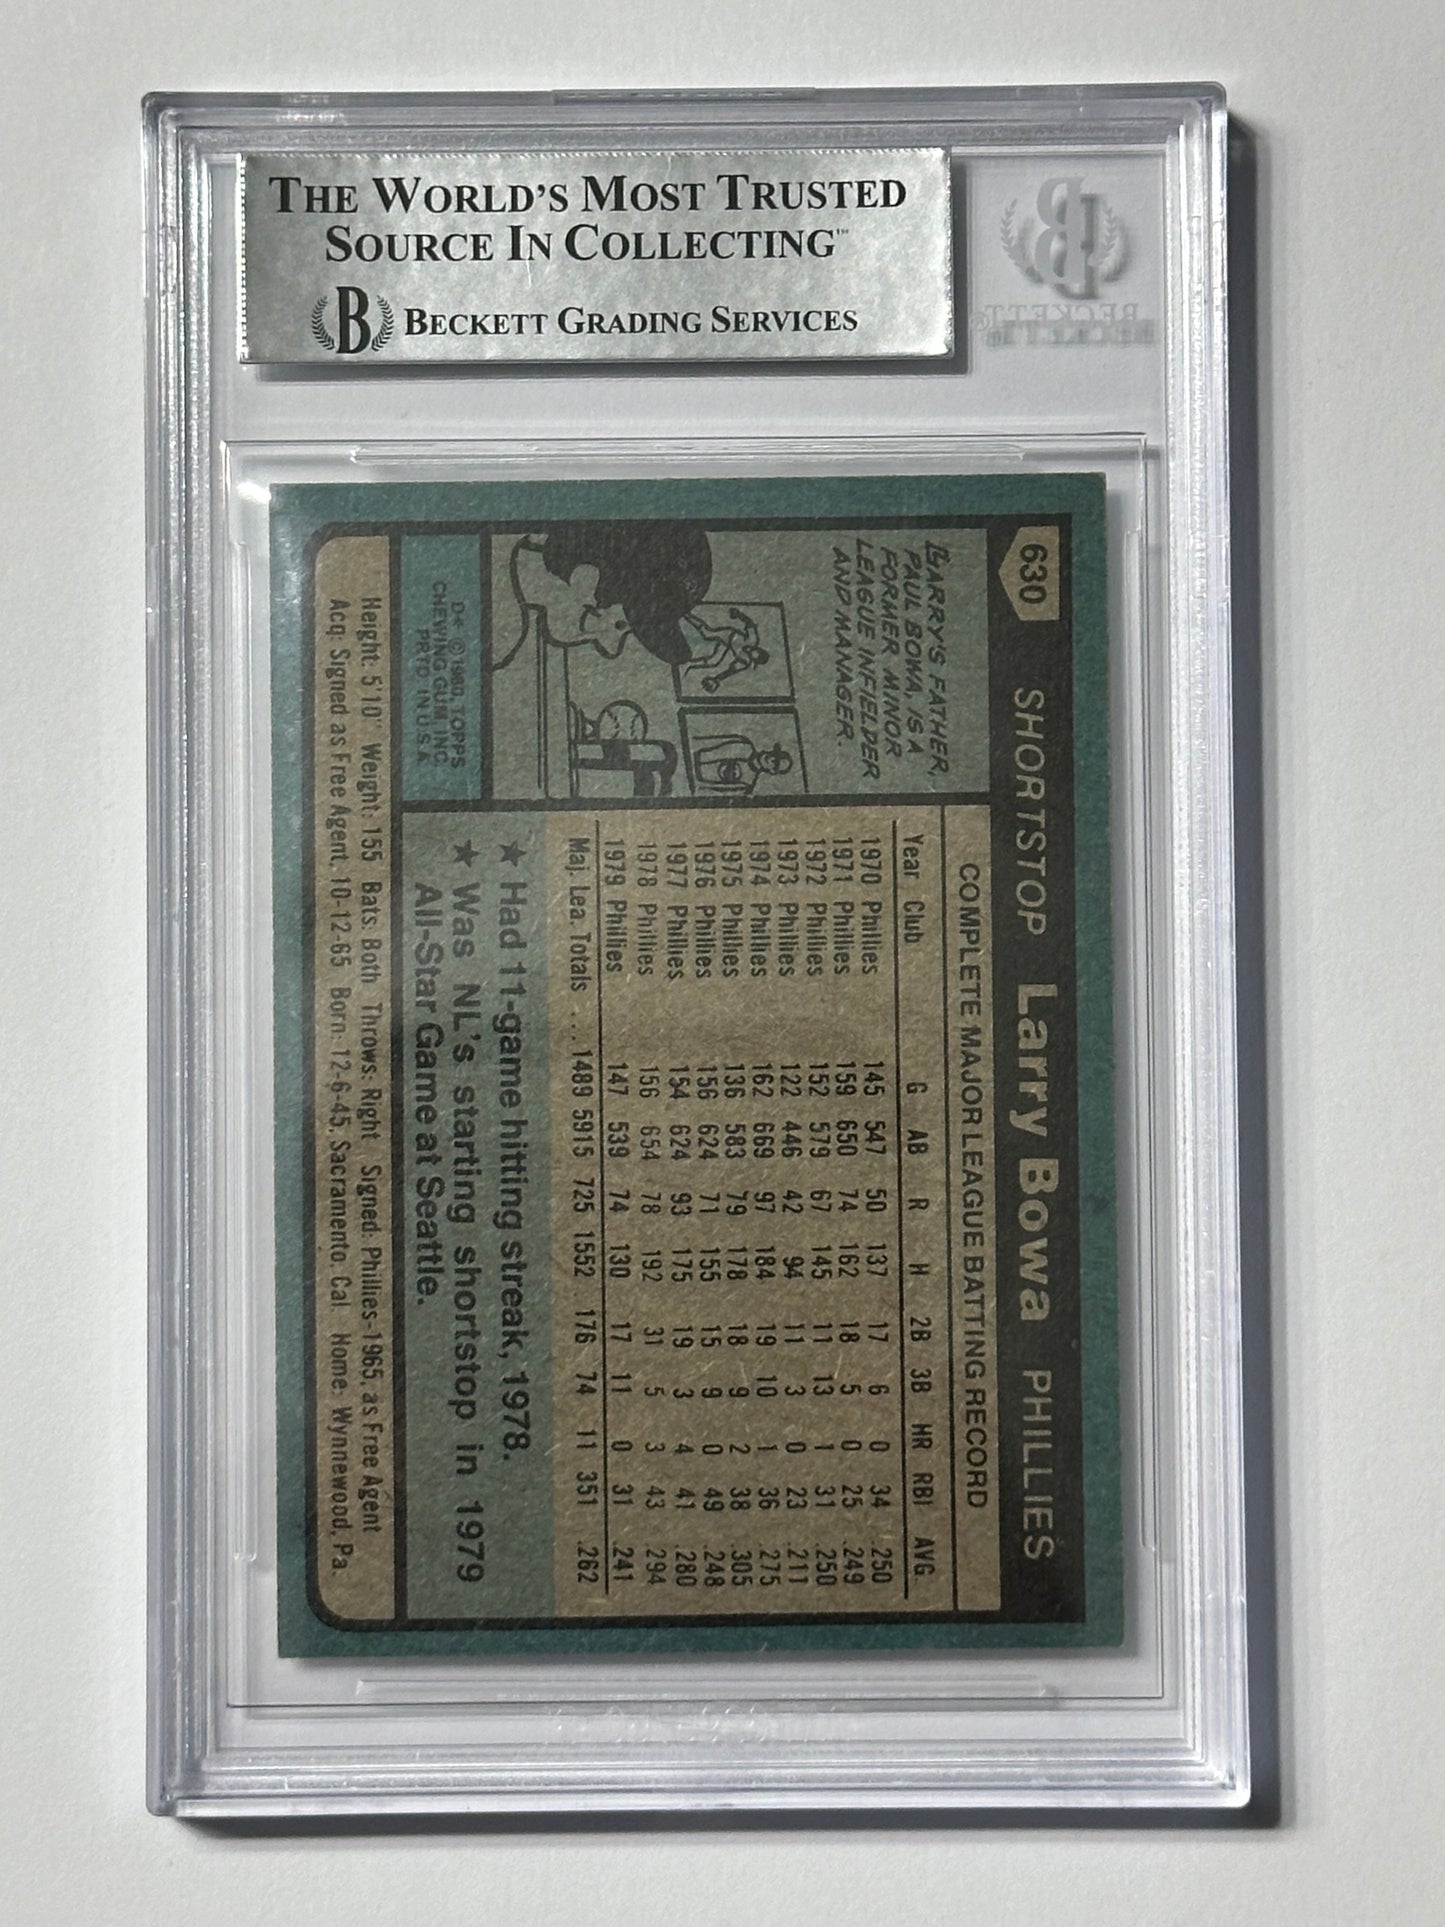 THE WORLD'S MOST TRUSTED
SOURCE IN COLLECTING™
B BECKETT GRADING SERVICES
B
BECKETT
630 SHORTSTOP Larry Bowa PHILLIES
LARRY'S FATHER,
PAUL BOWA, IS A
FORMER MINOR
LEAGUE INFIELDER
AND MANAGER.
D* © 1980, TOPPS
CHEWING GUM, INC.
PRTD. IN U.S.A.
COMPLETE MAJOR LEAGUE BATTING RECORD
Year Club G AB R H 2B 3B HR RBI AVG.
1970 Phillies 145 547 50 137 17 6 0 34 .250
1971 Phillies 159 650 74 162 18 5 0 25 .249
1972 Phillies 152 579 67 145 11 13 1 31 .250
1973 Phillies 122 446 42 94 11 3 0 23 .211
1974 Phillies 162 669 97 184 19 10 1 36 .275
1975 Phillies 136 583 79 178 18 9 2 38 .305
1976 Phillies 156 624 71 155 15 9 0 49 .248
1977 Phillies 154 624 93 175 19 3 4 41 .280
1978 Phillies 156 654 78 192 31 5 3 43 .294
1979 Phillies 147 539 74 130 17 11 0 31 .241
Maj. Lea. Totals ... 1489 5915 725 1552 176 74 11 351 .262
★ Had 11-game hitting streak, 1978.
★ Was NL's starting shortstop in 1979
All-Star Game at Seattle.
Height: 5'10" Weight: 155 Bats: Both Throws: Right Signed: Phillies-1965, as Free Agent
Acq: Signed as Free Agent, 10-12-65 Born: 12-6-45, Sacramento, Cal. Home: Wynnewood, Pa.